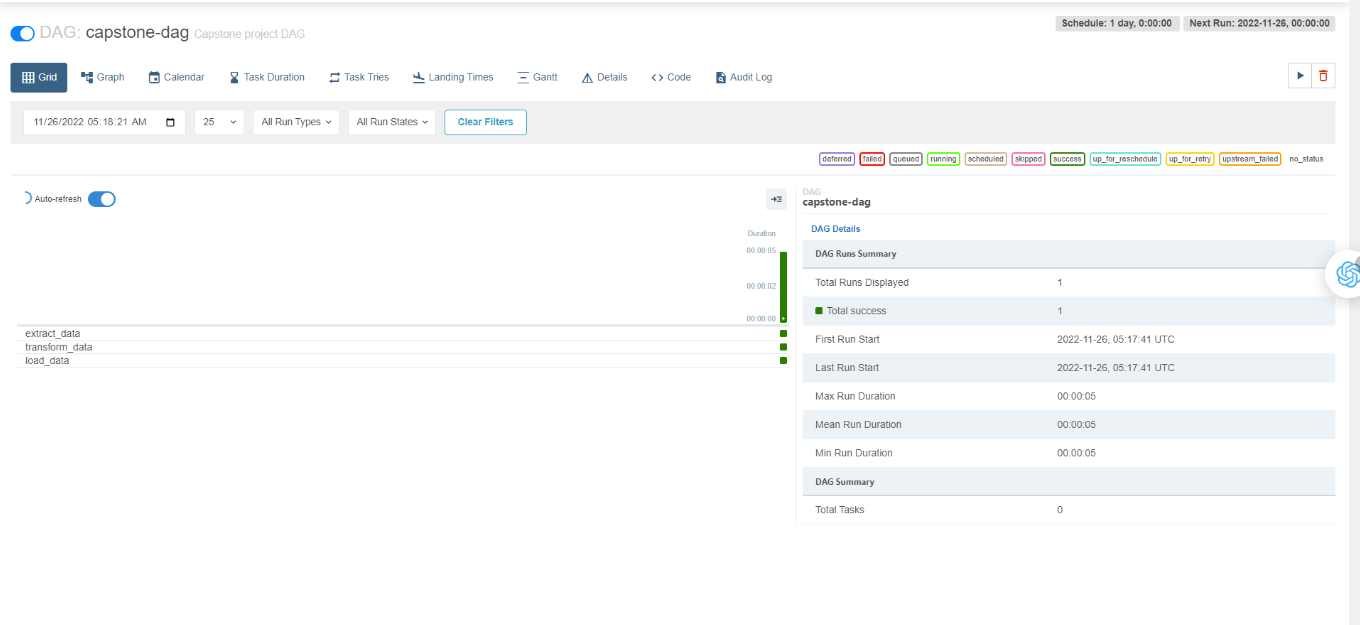 DAG: capstone-dag Capstone project DAG
Schedule: 1 day, 0:00:00 Next Run: 2022-11-26, 00:00:00
Grid Graph Calendar Task Duration Task Tries Landing Times Gantt Details Code Audit Log
11/26/2022 05:18:21 AM 25 All Run Types All Run States Clear Filters
deferred failed queued running scheduled skipped success up_for_reschedule up_for_retry upstream_failed no_status
Auto-refresh
Duration
00:00:05
00:00:02
00:00:00
extract_data
transform_data
load_data
DAG
capstone-dag
DAG Details
DAG Runs Summary
Total Runs Displayed 1
Total success 1
First Run Start 2022-11-26, 05:17:41 UTC
Last Run Start 2022-11-26, 05:17:41 UTC
Max Run Duration 00:00:05
Mean Run Duration 00:00:05
Min Run Duration 00:00:05
DAG Summary
Total Tasks 0